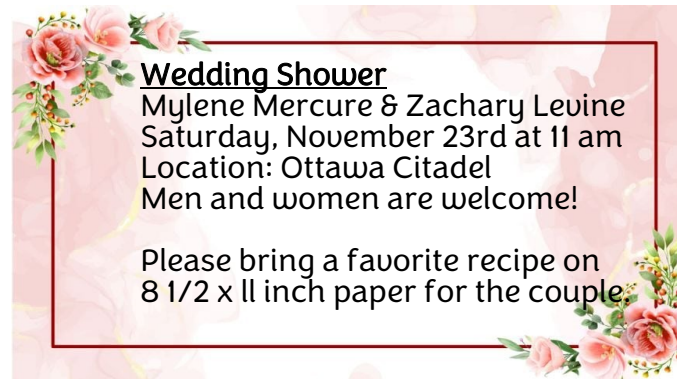 Wedding Shower
Mylene Mercure & Zachary Levine
Saturday, November 23rd at 11 am
Location: Ottawa Citadel
Men and women are welcome!
Please bring a favorite recipe on
8 1/2 x ll inch paper for the couple.